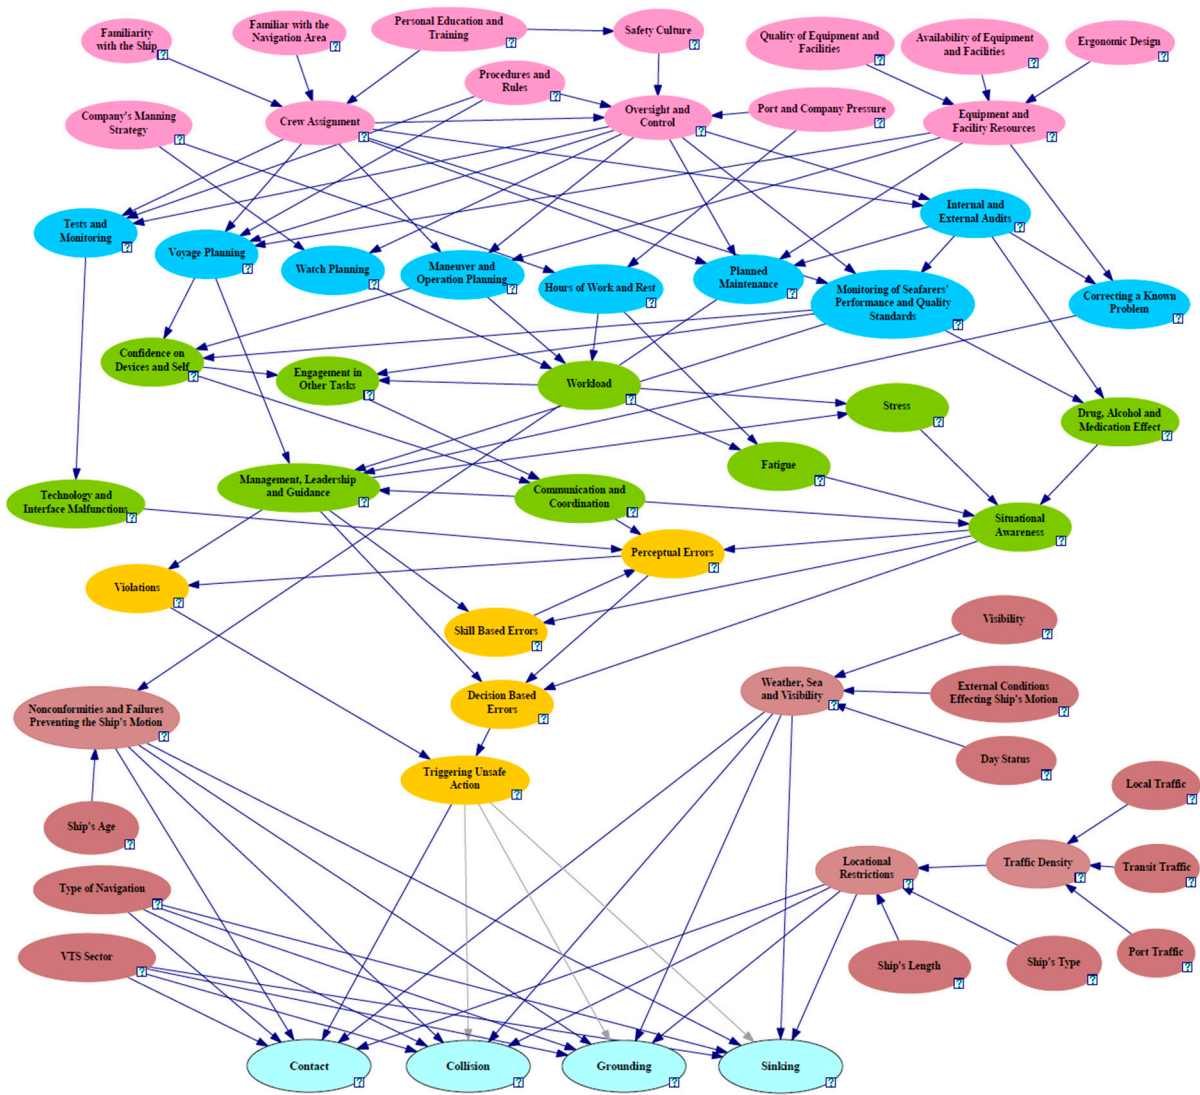 Familiarity
with the Ship
Familiar with the
Navigation Area
Personal Education and
Training
Safety Culture
Quality of Equipment and
Facilities
Availability of Equipment
and Facilities
Ergonomic Design
Procedures and
Rules
Company's Manning
Strategy
Crew Assignment
Oversight and
Control
Port and Company Pressure
Equipment and
Facility Resources
Tests and
Monitoring
Voyage Planning
Watch Planning
Maneuver and
Operation Planning
Hours of Work and Rest
Planned
Maintenance
Internal and
External Audits
Monitoring of Seafarers'
Performance and Quality
Standards
Correcting a Known
Problem
Confidence on
Devices and Self
Engagement in
Other Tasks
Workload
Stress
Drug, Alcohol and
Medication Effect
Fatigue
Management, Leadership
and Guidance
Communication and
Coordination
Technology and
Interface Malfunctions
Situational
Awareness
Perceptual Errors
Violations
Skill Based Errors
Decision Based
Errors
Triggering Unsafe
Action
Visibility
Weather, Sea
and Visibility
External Conditions
Effecting Ship's Motion
Day Status
Nonconformities and Failures
Preventing the Ship's Motion
Ship's Age
Type of Navigation
VTS Sector
Local Traffic
Locational
Restrictions
Traffic Density
Transit Traffic
Ship's Length
Ship's Type
Port Traffic
Contact
Collision
Grounding
Sinking